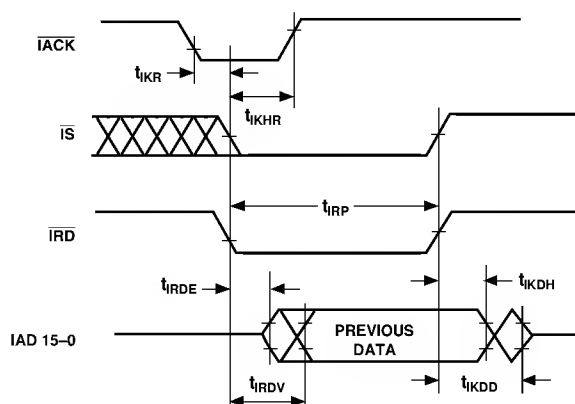 IACK
tIKR
tIKHR
IS
tIRP
IRD
tIRDE
tIKDH
IAD 15–0
PREVIOUS
DATA
tIKDD
tIRDV